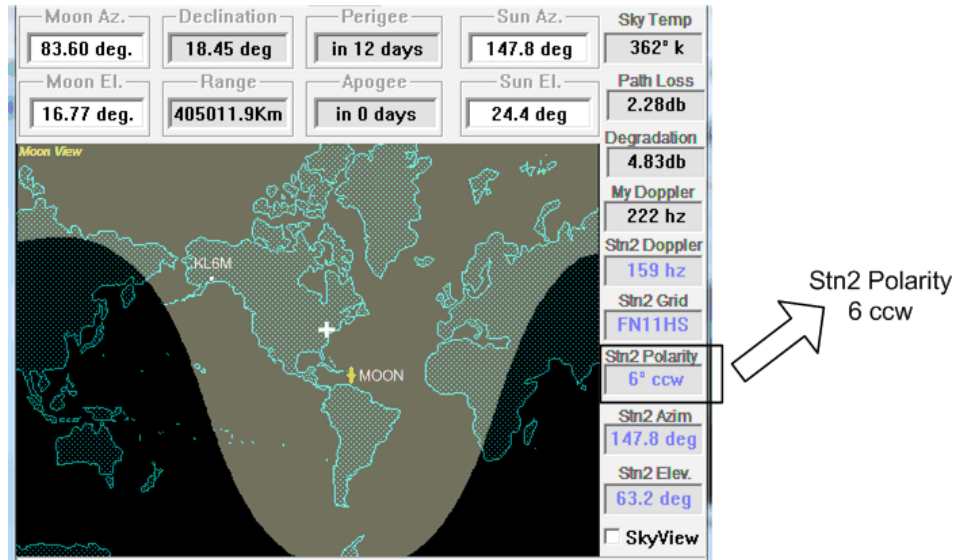 Moon Az.
83.60 deg.
Declination
18.45 deg
Perigee
in 12 days
Sun Az.
147.8 deg
Sky Temp
362° k
Moon El.
16.77 deg.
Range
405011.9Km
Apogee
in 0 days
Sun El.
24.4 deg
Path Loss
2.28db
Degradation
4.83db
My Doppler
222 hz
Stn2 Doppler
159 hz
Stn2 Grid
FN11HS
Stn2 Polarity
6° ccw
Stn2 Azim
147.8 deg
Stn2 Elev.
63.2 deg
SkyView
Moon View
KL6M
MOON
Stn2 Polarity
6 ccw